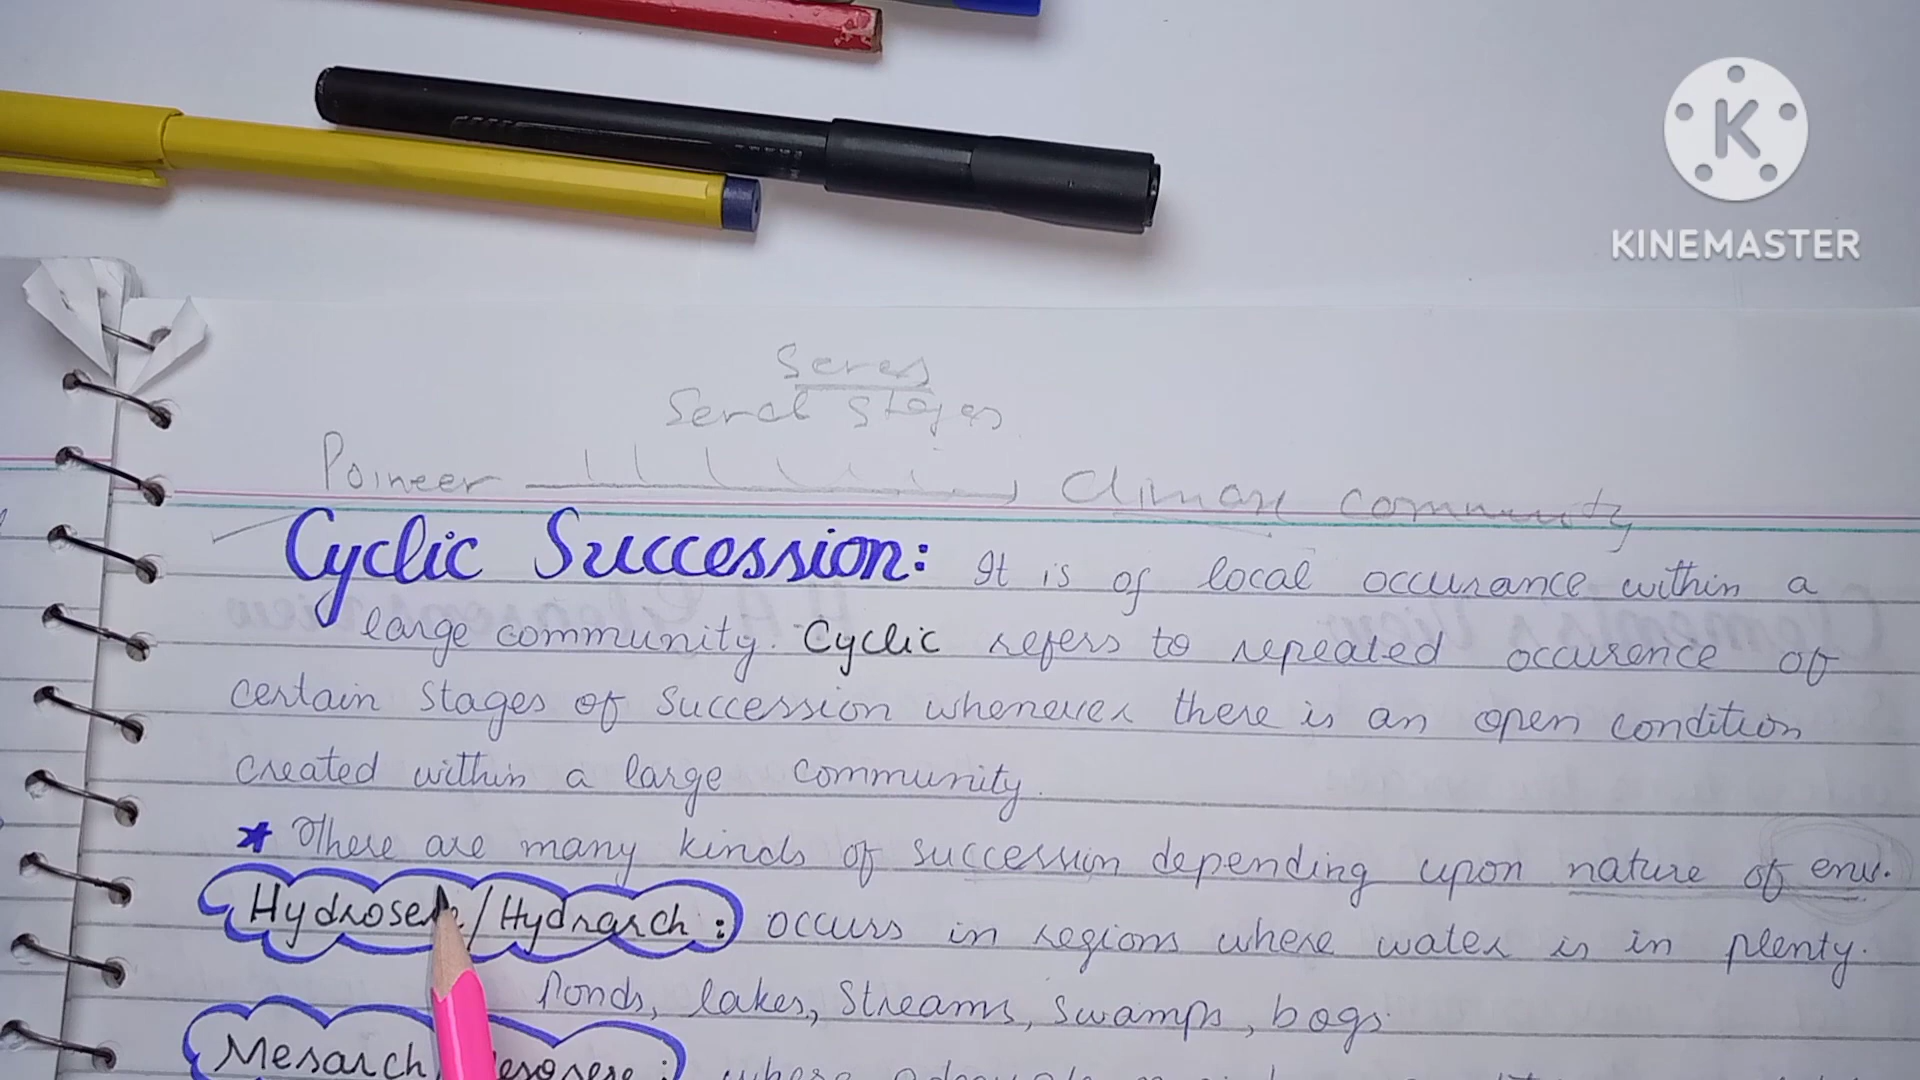 KINEMASTER
Seres
Seral stages
Poineer Climax community
Cyclic Succession: It is of local occurance within a
large community. Cyclic refers to repeated occurence of
certain stages of succession whenever there is an open condition
created within a large community.
* There are many kinds of succession depending upon nature of env.
Hydrosere/Hydrarch: occurs in regions where water is in plenty.
Ponds, lakes, streams, swamps, bogs.
Mesarch